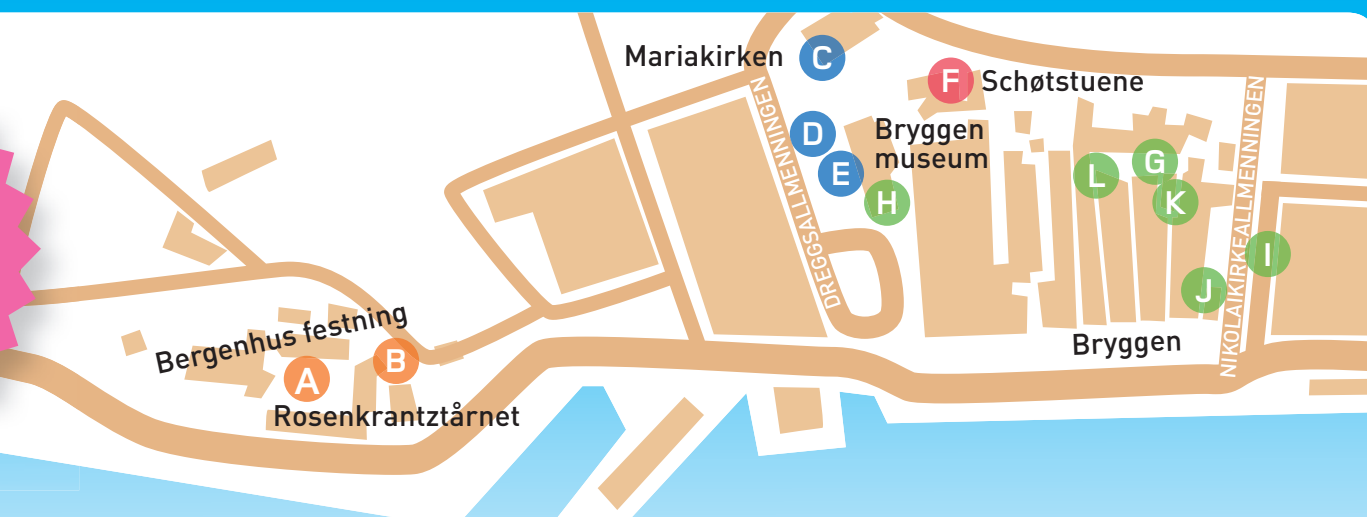 Mariakirken
C
F
Schøtstuene
D
Bryggen
museum
E
H
L
G
K
I
J
DREGGSALLMENNINGEN
NIKOLAIKIRKEALLMENNINGEN
Bryggen
Bergenhus festning
A
B
Rosenkrantztårnet